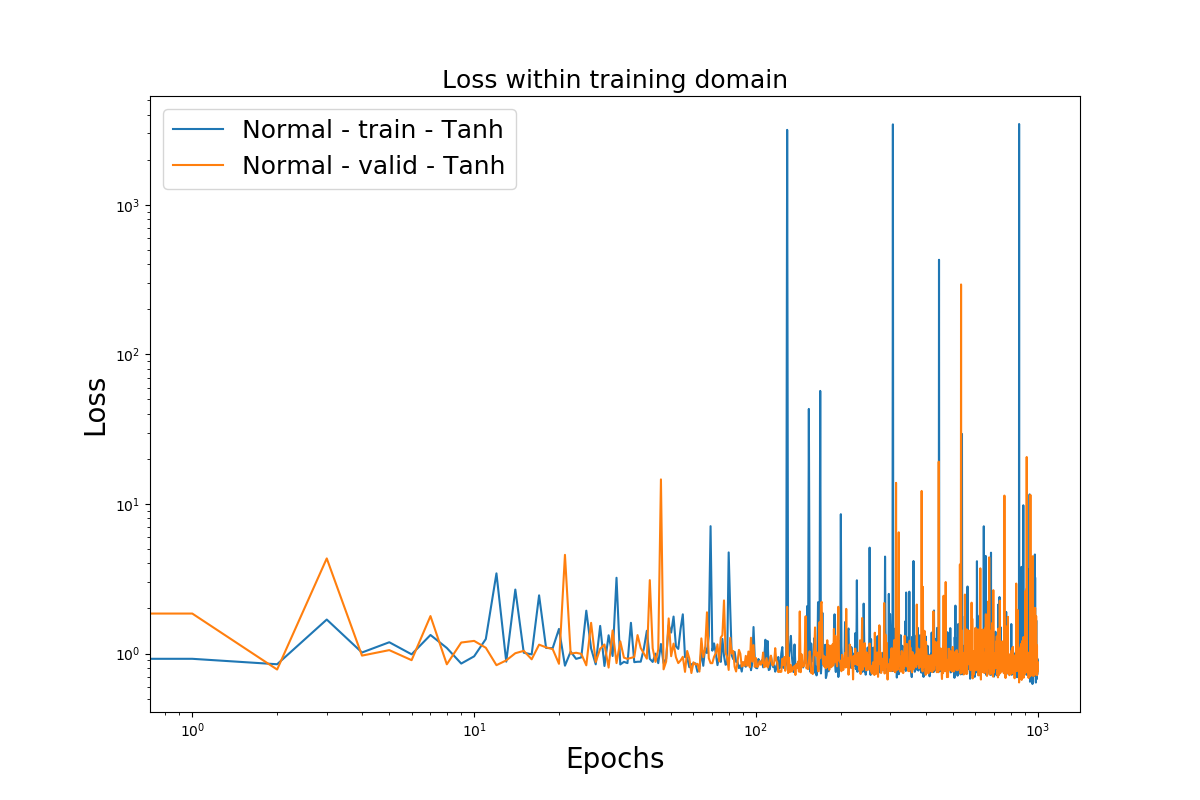 Loss within training domain
Normal - train - Tanh
Normal - valid - Tanh
10³
10²
10¹
10⁰
Loss
10⁰ 10¹ 10² 10³
Epochs